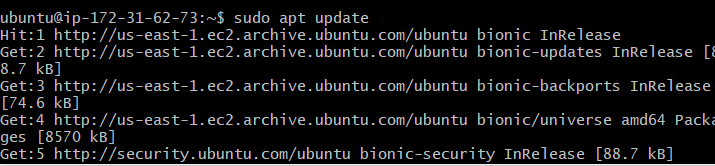 ubuntu@ip-172-31-62-73:~$ sudo apt update
Hit:1 http://us-east-1.ec2.archive.ubuntu.com/ubuntu bionic InRelease
Get:2 http://us-east-1.ec2.archive.ubuntu.com/ubuntu bionic-updates InRelease [8
8.7 kB]
Get:3 http://us-east-1.ec2.archive.ubuntu.com/ubuntu bionic-backports InRelease
[74.6 kB]
Get:4 http://us-east-1.ec2.archive.ubuntu.com/ubuntu bionic/universe amd64 Packa
ges [8570 kB]
Get:5 http://security.ubuntu.com/ubuntu bionic-security InRelease [88.7 kB]